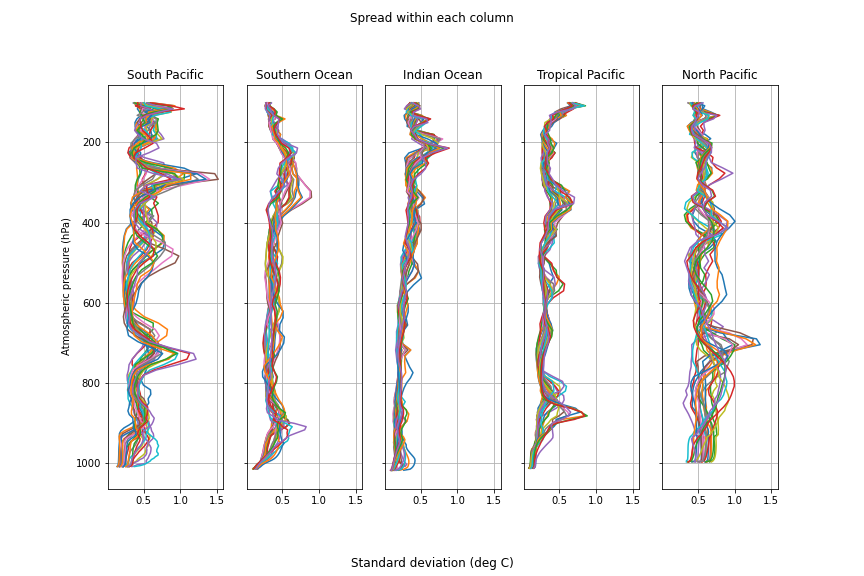 Spread within each column
South Pacific
Southern Ocean
Indian Ocean
Tropical Pacific
North Pacific
Atmospheric pressure (hPa)
200
400
600
800
1000
0.5 1.0 1.5
0.5 1.0 1.5
0.5 1.0 1.5
0.5 1.0 1.5
0.5 1.0 1.5
Standard deviation (deg C)